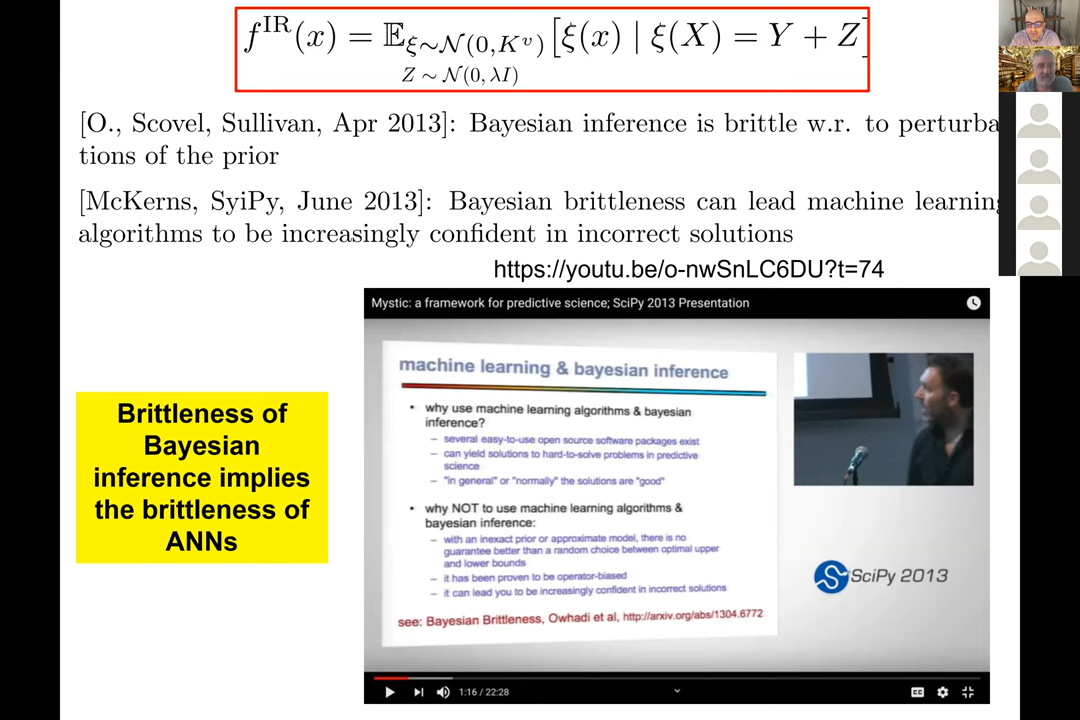 f^IR(x) = 𝔼_{ξ∼𝒩(0,K^v)} [ξ(x) | ξ(X) = Y + Z]
Z ∼ 𝒩(0, λI)
[O., Scovel, Sullivan, Apr 2013]: Bayesian inference is brittle w.r. to perturba
tions of the prior
[McKerns, SyiPy, June 2013]: Bayesian brittleness can lead machine learning
algorithms to be increasingly confident in incorrect solutions
https://youtu.be/o-nwSnLC6DU?t=74
Mystic: a framework for predictive science; SciPy 2013 Presentation
machine learning & bayesian inference
• why use machine learning algorithms & bayesian
inference?
– several easy-to-use open source software packages exist
– can yield solutions to hard-to-solve problems in predictive
science
– "in general" or "normally" the solutions are "good"
• why NOT to use machine learning algorithms &
bayesian inference:
– with an inexact prior or approximate model, there is no
guarantee better than a random choice between optimal upper
and lower bounds
– it has been proven to be operator-biased
– it can lead you to be increasingly confident in incorrect solutions
see: Bayesian Brittleness, Owhadi et al, http://arxiv.org/abs/1304.6772
SciPy 2013
1:16 / 22:28
CC
Brittleness of
Bayesian
inference implies
the brittleness of
ANNs